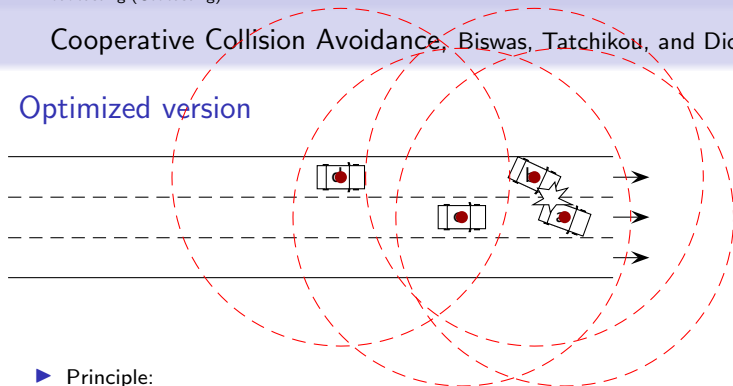 Cooperative Collision Avoidance, Biswas, Tatchikou, and
Optimized version
d
b
c
a
Principle: